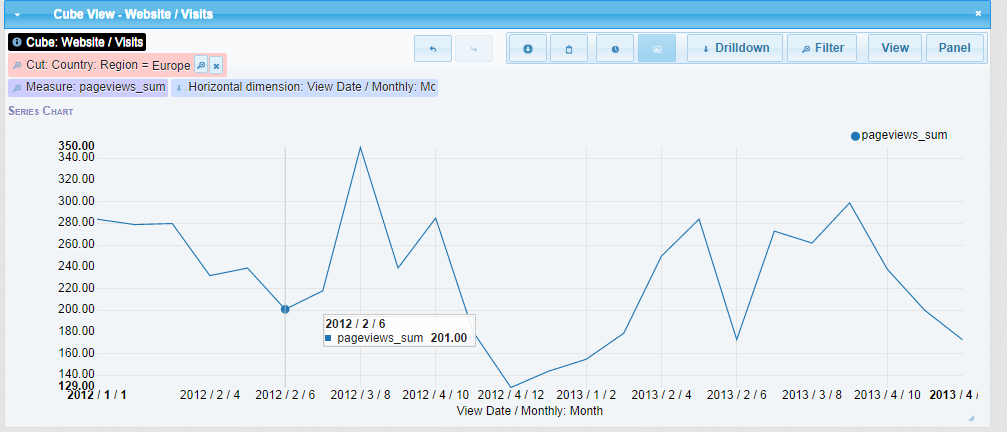 Cube View - Website / Visits
Cube: Website / Visits
Drilldown
Filter
View
Panel
Cut: Country: Region = Europe
Measure: pageviews_sum
Horizontal dimension: View Date / Monthly: Mo
Series Chart
pageviews_sum
350.00
340.00
320.00
300.00
280.00
260.00
240.00
220.00
200.00
180.00
160.00
140.00
129.00
2012 / 2 / 6
pageviews_sum 201.00
2012 / 1 / 1
2012 / 2 / 4
2012 / 2 / 6
2012 / 3 / 8
2012 / 4 / 10
2012 / 4 / 12
2013 / 1 / 2
2013 / 2 / 4
2013 / 2 / 6
2013 / 3 / 8
2013 / 4 / 10
2013 / 4 /
View Date / Monthly: Month